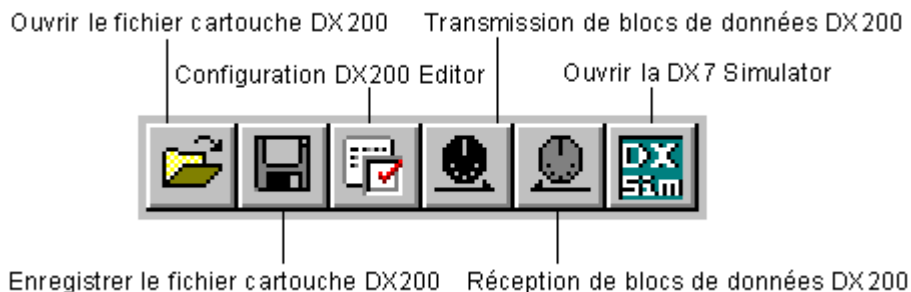 Ouvrir le fichier cartouche DX200 Transmission de blocs de données DX200
Configuration DX200 Editor Ouvrir la DX7 Simulator
DX
Sim
Enregistrer le fichier cartouche DX200 Réception de blocs de données DX200